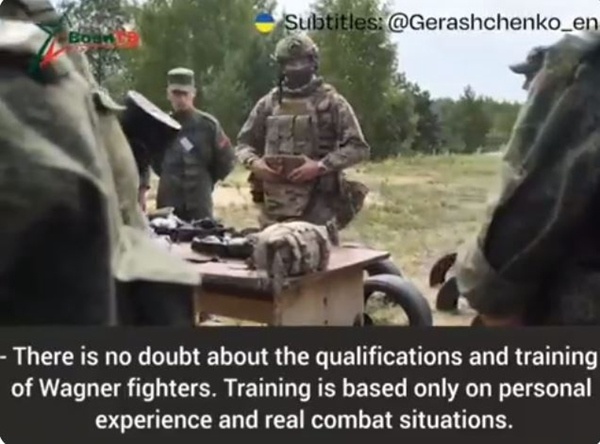 ВоенТВ
Subtitles: @Gerashchenko_en
- There is no doubt about the qualifications and training
of Wagner fighters. Training is based only on personal
experience and real combat situations.